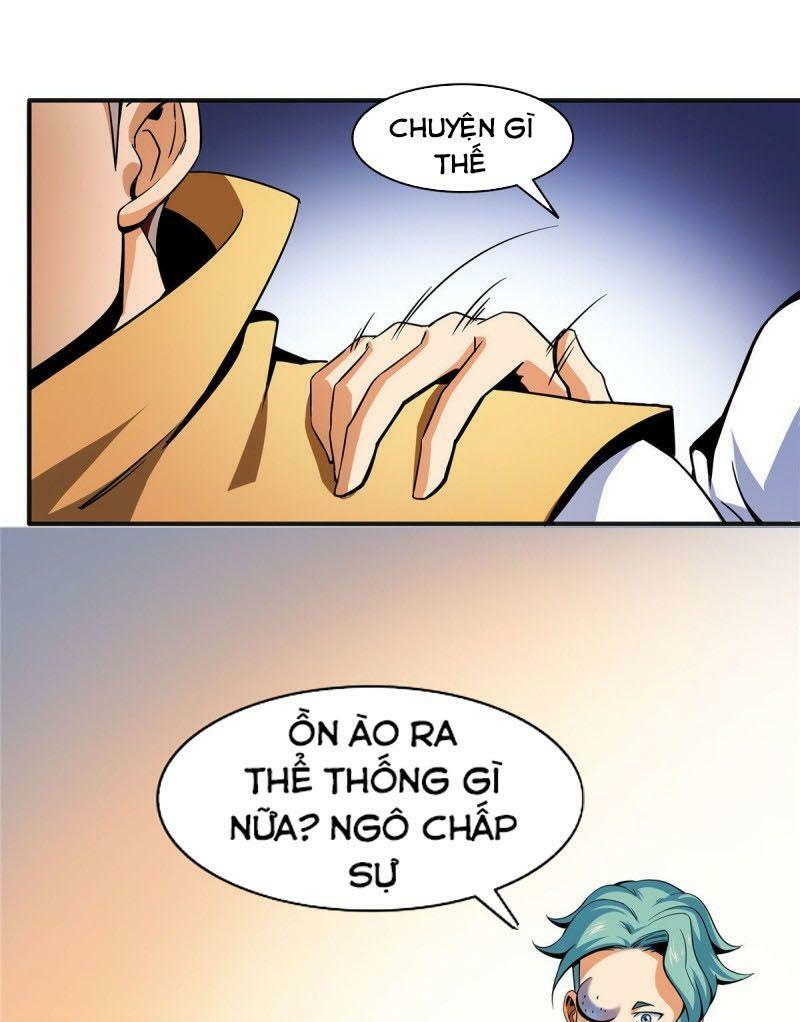 CHUYỆN GÌ
THẾ
ỒN ÀO RA
THỂ THỐNG GÌ
NỮA? NGÔ CHẤP
SỰ